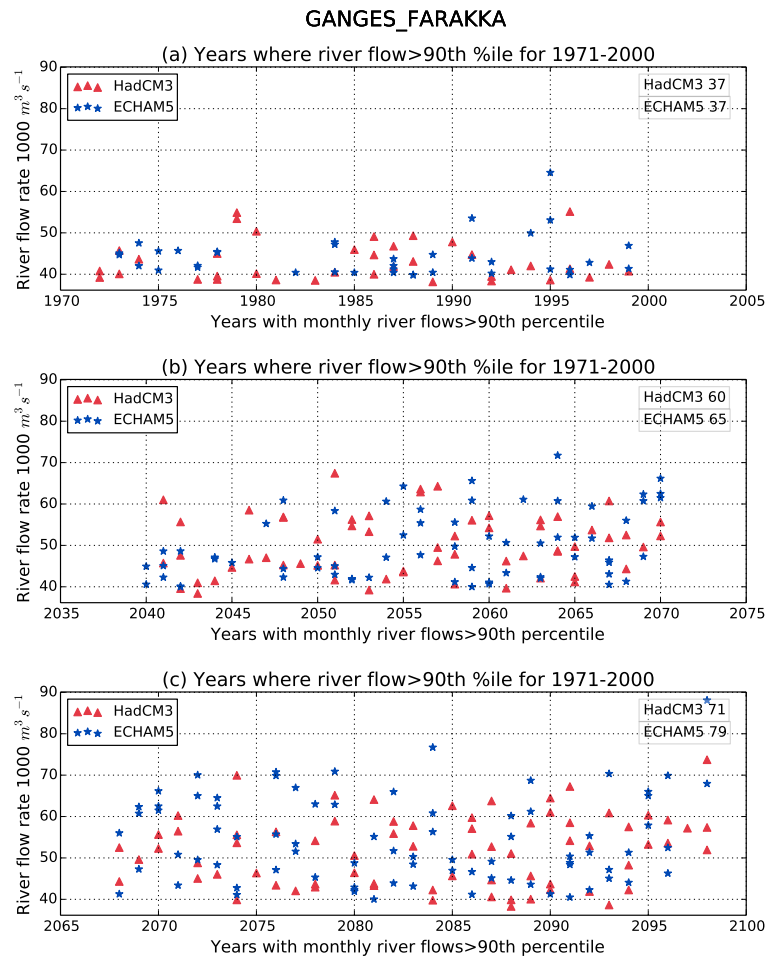 GANGES_FARAKKA
(a) Years where river flow>90th %ile for 1971-2000
River flow rate 1000 m³ s⁻¹
90
80
70
60
50
40
HadCM3
ECHAM5
HadCM3 37
ECHAM5 37
1970 1975 1980 1985 1990 1995 2000 2005
Years with monthly river flows>90th percentile
(b) Years where river flow>90th %ile for 1971-2000
River flow rate 1000 m³ s⁻¹
90
80
70
60
50
40
HadCM3
ECHAM5
HadCM3 60
ECHAM5 65
2035 2040 2045 2050 2055 2060 2065 2070 2075
Years with monthly river flows>90th percentile
(c) Years where river flow>90th %ile for 1971-2000
River flow rate 1000 m³ s⁻¹
90
80
70
60
50
40
HadCM3
ECHAM5
HadCM3 71
ECHAM5 79
2065 2070 2075 2080 2085 2090 2095 2100
Years with monthly river flows>90th percentile